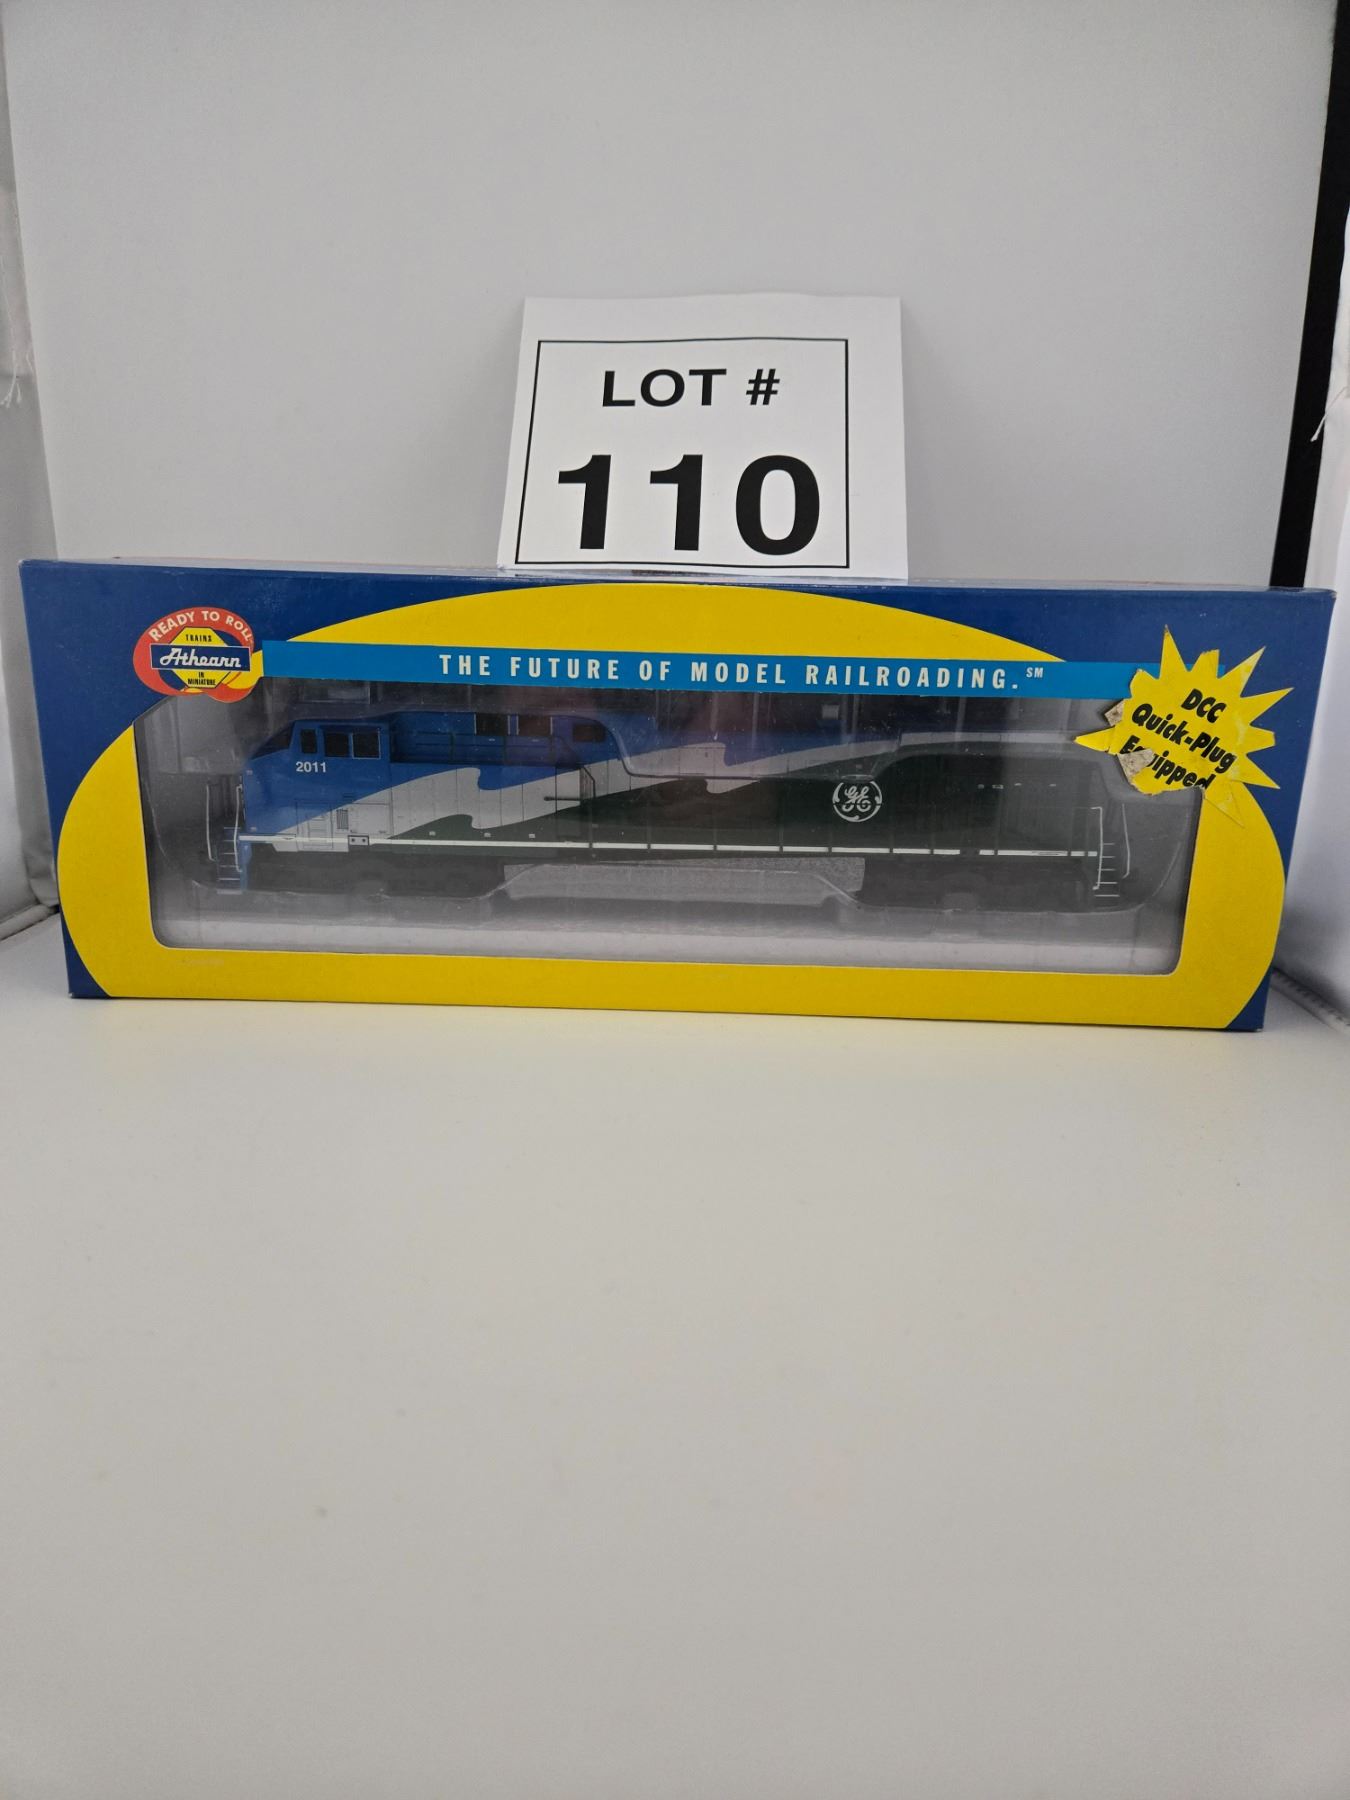 LOT #
110
READY TO ROLL
TRAINS
Athearn
IN
MINIATURE
THE FUTURE OF MODEL RAILROADING.℠
DCC
Quick-Plug
2011
GE